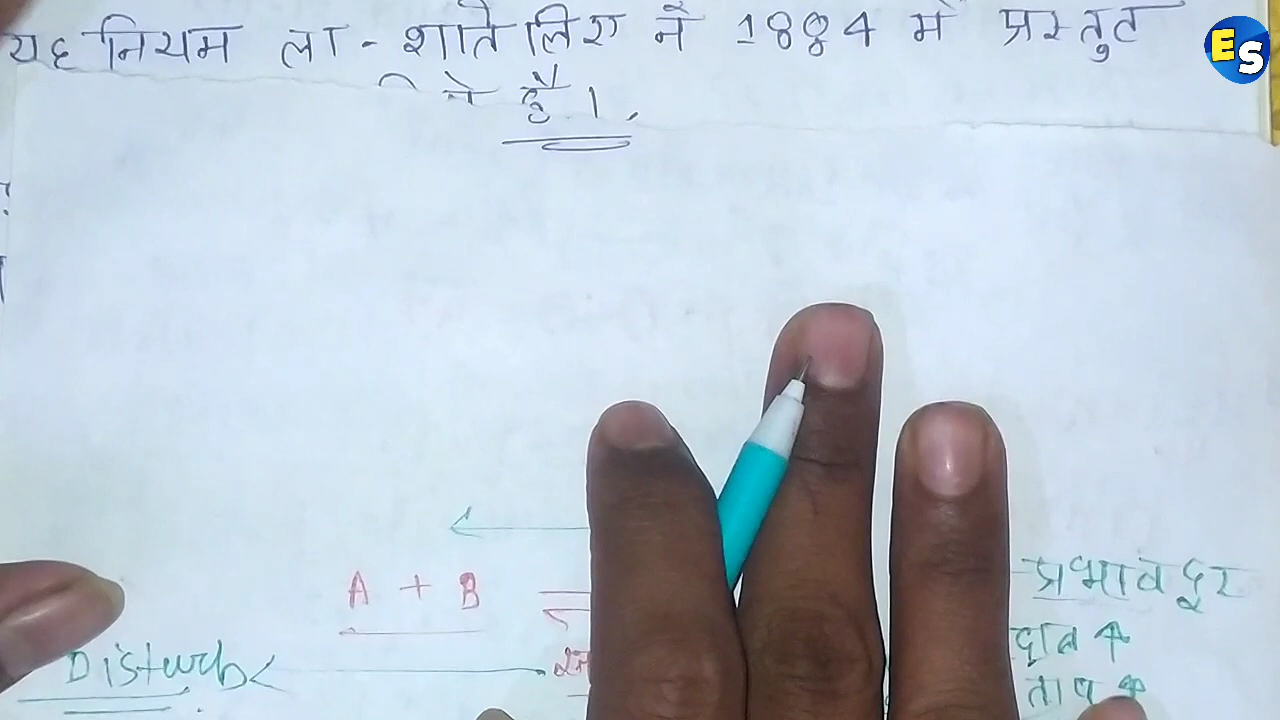 यह नियम ला - शातेलिए ने 1884 में प्रस्तुत
है ।
ES
A + B
प्रभाव दूर
Disturb
दाब ↑
ताप ↑